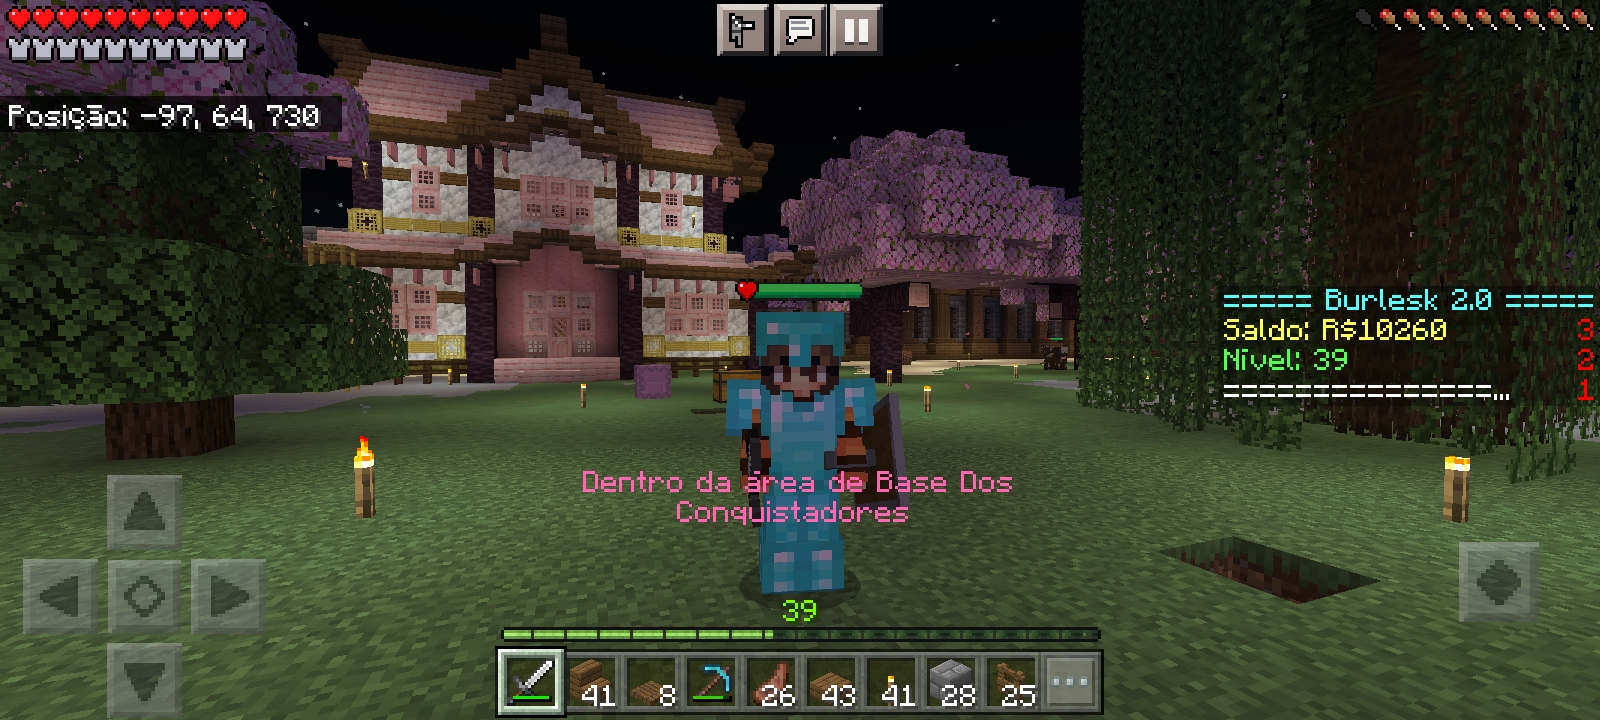 Posição: -97, 64, 730
===== Burlesk 2.0 =====
Saldo: R$10260 3
Nível: 39 2
================... 1
Dentro da área de Base Dos
Conquistadores
39
41 8 26 43 41 28 25